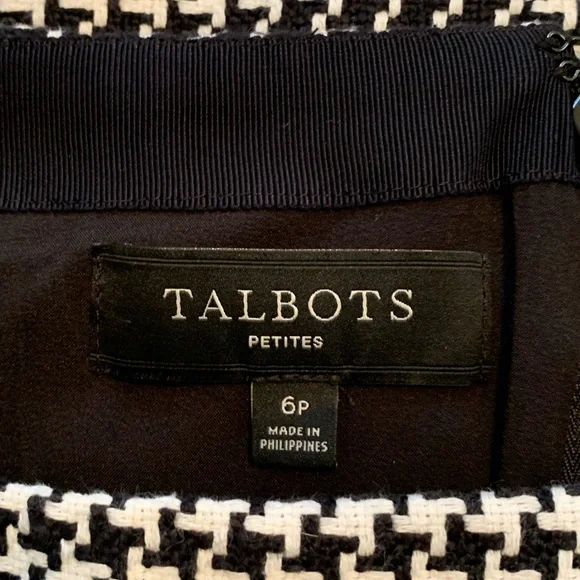 TALBOTS
PETITES
6P
MADE IN
PHILIPPINES